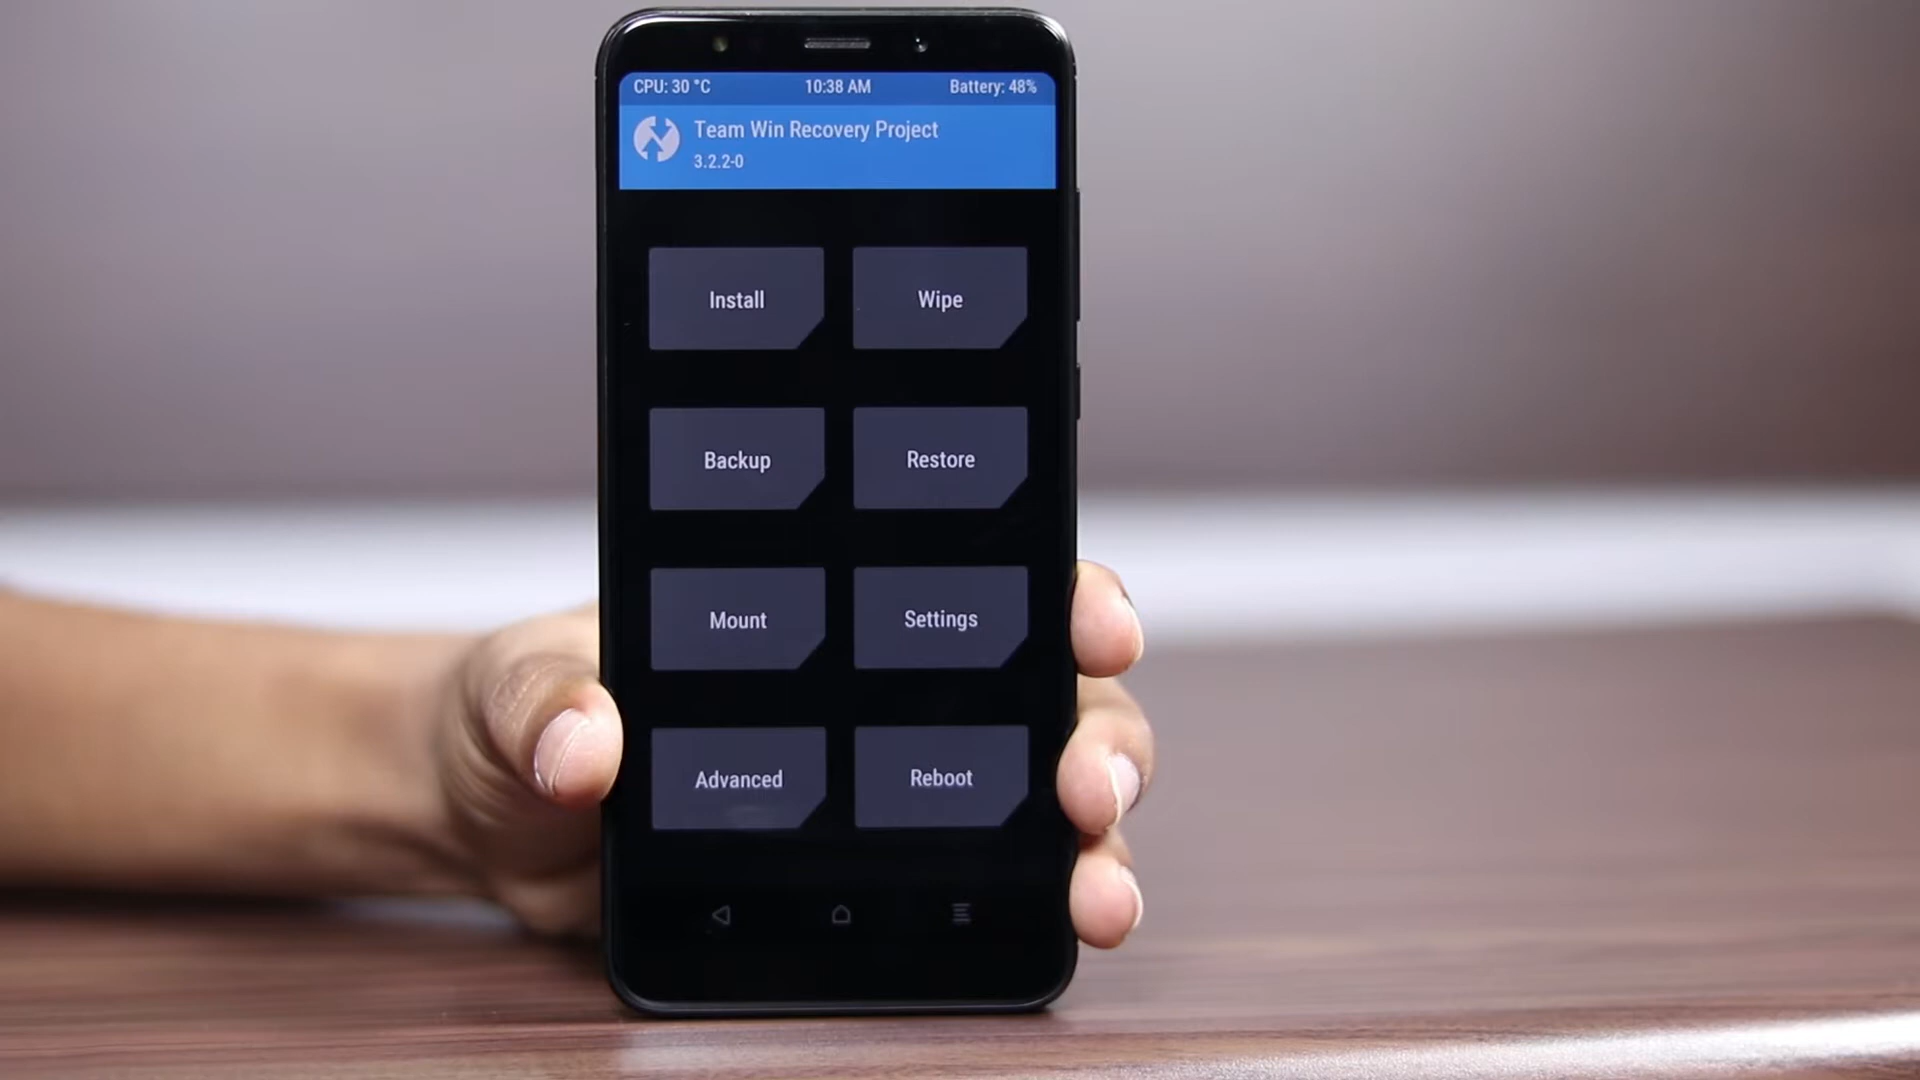 CPU: 30 °C 10:38 AM Battery: 48%
Team Win Recovery Project
3.2.2-0
Install Wipe
Backup Restore
Mount Settings
Advanced Reboot